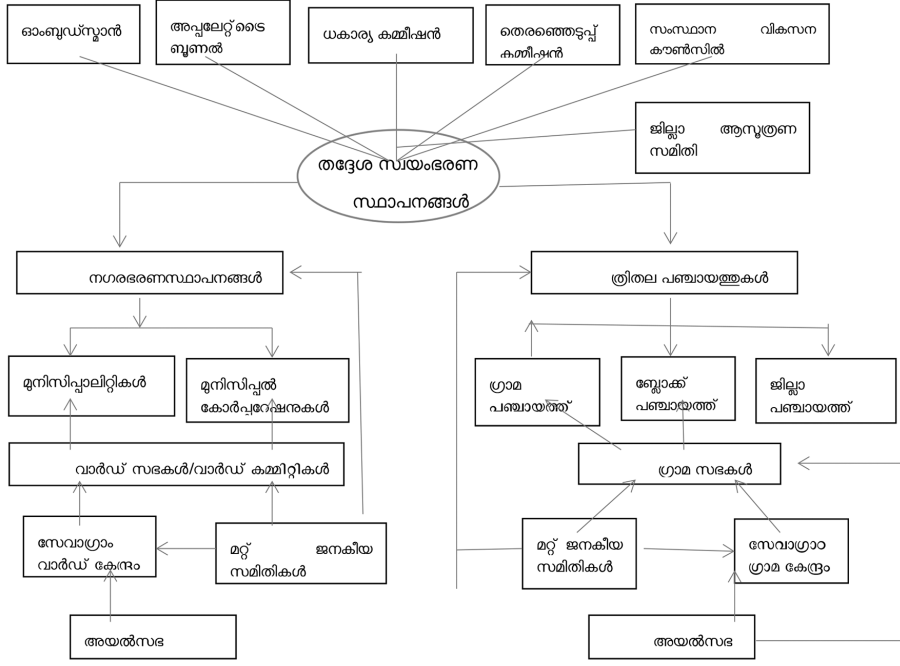 ഓംബുഡ്സ്മാൻ
അപ്പലേറ്റ് ട്രൈ
ബൂണൽ
ധകാര്യ കമ്മീഷൻ
തെരഞ്ഞെടുപ്പ്
കമ്മീഷൻ
സംസ്ഥാന വികസന
കൗൺസിൽ
ജില്ലാ ആസൂത്രണ
സമിതി
തദ്ദേശ സ്വയംഭരണ
സ്ഥാപനങ്ങൾ
നഗരഭരണസ്ഥാപനങ്ങൾ
ത്രിതല പഞ്ചായത്തുകൾ
മുനിസിപ്പാലിറ്റികൾ
മുനിസിപ്പൽ
കോർപ്പറേഷനുകൾ
ഗ്രാമ
പഞ്ചായത്ത്
ബ്ലോക്ക്
പഞ്ചായത്ത്
ജില്ലാ
പഞ്ചായത്ത്
വാർഡ് സഭകൾ/വാർഡ് കമ്മിറ്റികൾ
ഗ്രാമ സഭകൾ
സേവാഗ്രാം
വാർഡ് കേന്ദ്രം
മറ്റ് ജനകീയ
സമിതികൾ
മറ്റ് ജനകീയ
സമിതികൾ
സേവാഗ്രാഠ
ഗ്രാമ കേന്ദ്രം
അയൽസഭ
അയൽസഭ